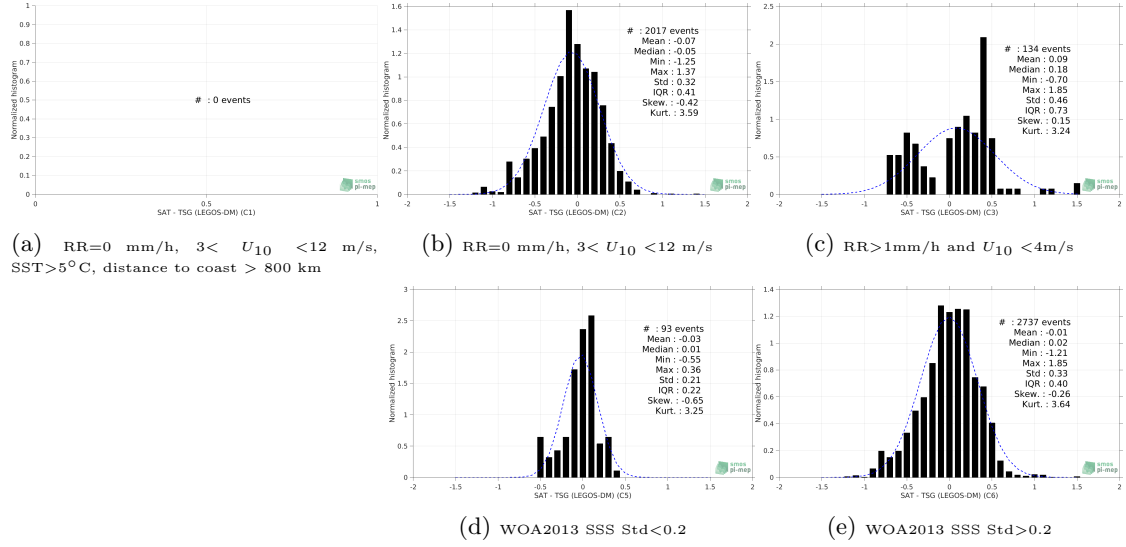 1
0.9
0.8
0.7
0.6
0.5
0.4
0.3
0.2
0.1
0
Normalized histogram
# : 0 events
0 0.5 1
SAT - TSG (LEGOS-DM) (C1)
smos
pi-mep
(a) RR=0 mm/h, 3< U10 <12 m/s,
SST>5°C, distance to coast > 800 km
1.6
1.4
1.2
1
0.8
0.6
0.4
0.2
0
Normalized histogram
# : 2017 events
Mean : -0.07
Median : -0.05
Min : -1.25
Max : 1.37
Std : 0.32
IQR : 0.41
Skew. : -0.42
Kurt. : 3.59
-2 -1.5 -1 -0.5 0 0.5 1 1.5 2
SAT - TSG (LEGOS-DM) (C2)
smos
pi-mep
(b) RR=0 mm/h, 3< U10 <12 m/s
2.5
2
1.5
1
0.5
0
Normalized histogram
# : 134 events
Mean : 0.09
Median : 0.18
Min : -0.70
Max : 1.85
Std : 0.46
IQR : 0.73
Skew. : 0.15
Kurt. : 3.24
-2 -1.5 -1 -0.5 0 0.5 1 1.5 2
SAT - TSG (LEGOS-DM) (C3)
smos
pi-mep
(c) RR>1mm/h and U10 <4m/s
3
2.5
2
1.5
1
0.5
0
Normalized histogram
# : 93 events
Mean : -0.03
Median : 0.01
Min : -0.55
Max : 0.36
Std : 0.21
IQR : 0.22
Skew. : -0.65
Kurt. : 3.25
-2 -1.5 -1 -0.5 0 0.5 1 1.5 2
SAT - TSG (LEGOS-DM) (C5)
smos
pi-mep
(d) WOA2013 SSS Std<0.2
1.4
1.2
1
0.8
0.6
0.4
0.2
0
Normalized histogram
# : 2737 events
Mean : -0.01
Median : 0.02
Min : -1.21
Max : 1.85
Std : 0.33
IQR : 0.40
Skew. : -0.26
Kurt. : 3.64
-2 -1.5 -1 -0.5 0 0.5 1 1.5 2
SAT - TSG (LEGOS-DM) (C6)
smos
pi-mep
(e) WOA2013 SSS Std>0.2